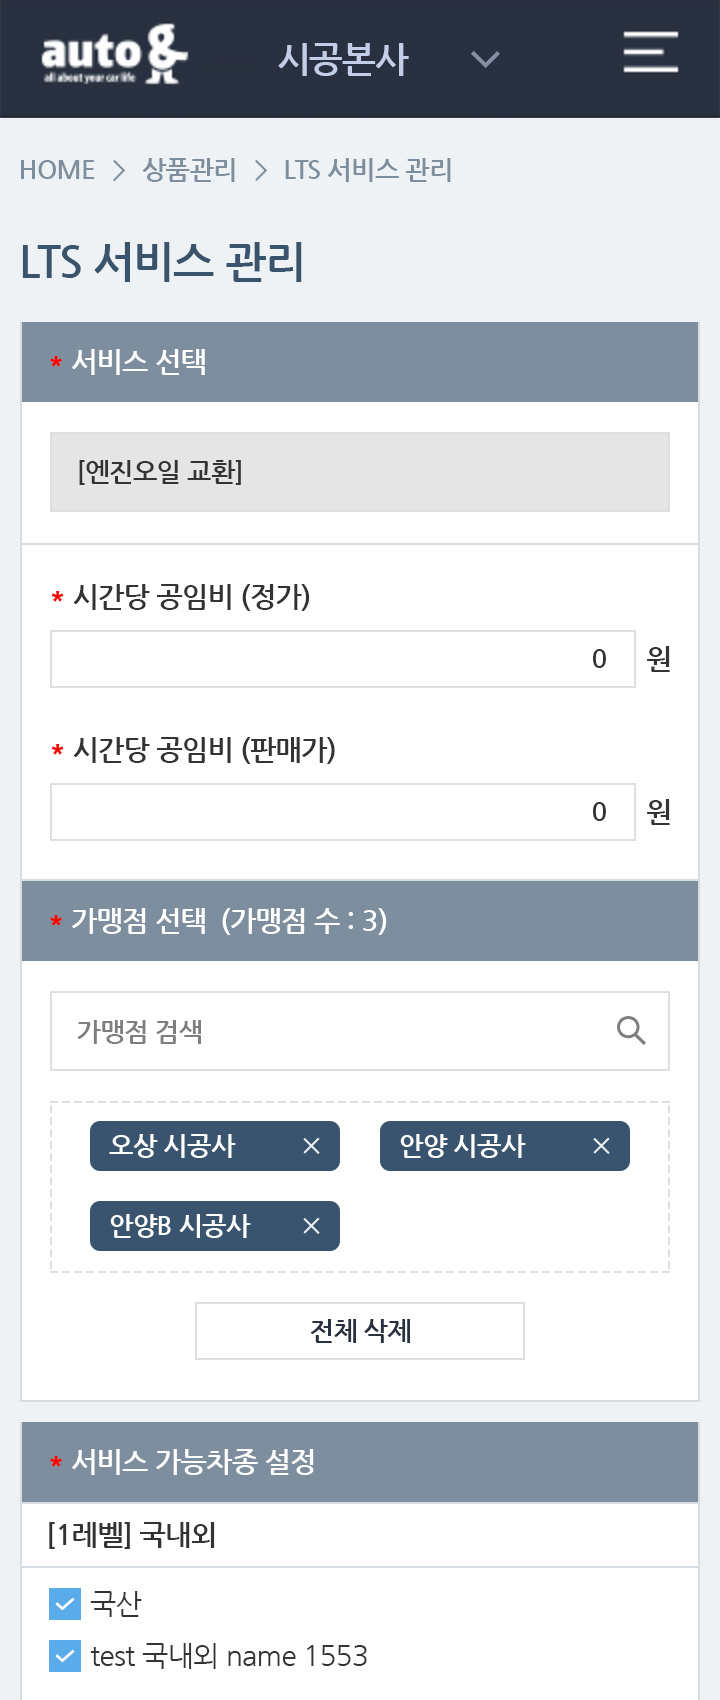 auto &
all about your car life
시공본사
HOME > 상품관리 > LTS 서비스 관리
LTS 서비스 관리
* 서비스 선택
[엔진오일 교환]
* 시간당 공임비 (정가)
0 원
* 시간당 공임비 (판매가)
0 원
* 가맹점 선택 (가맹점 수 : 3)
가맹점 검색
오상 시공사 × 안양 시공사 ×
안양B 시공사 ×
전체 삭제
* 서비스 가능차종 설정
[1레벨] 국내외
국산
test 국내외 name 1553